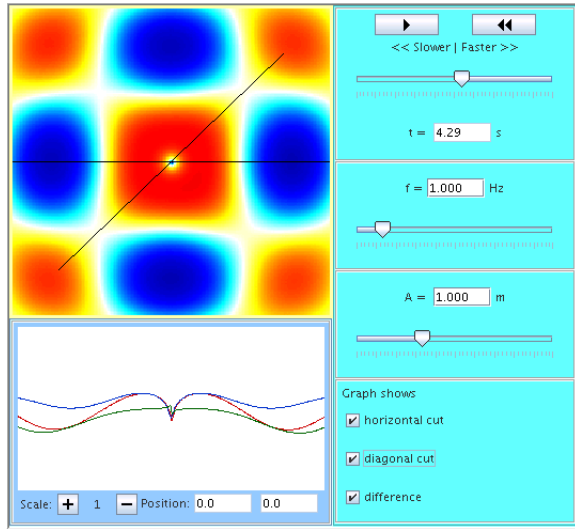 << Slower | Faster >>
t = 4.29 s
f = 1.000 Hz
A = 1.000 m
Graph shows
horizontal cut
diagonal cut
difference
Scale: + 1 - Position: 0.0 0.0